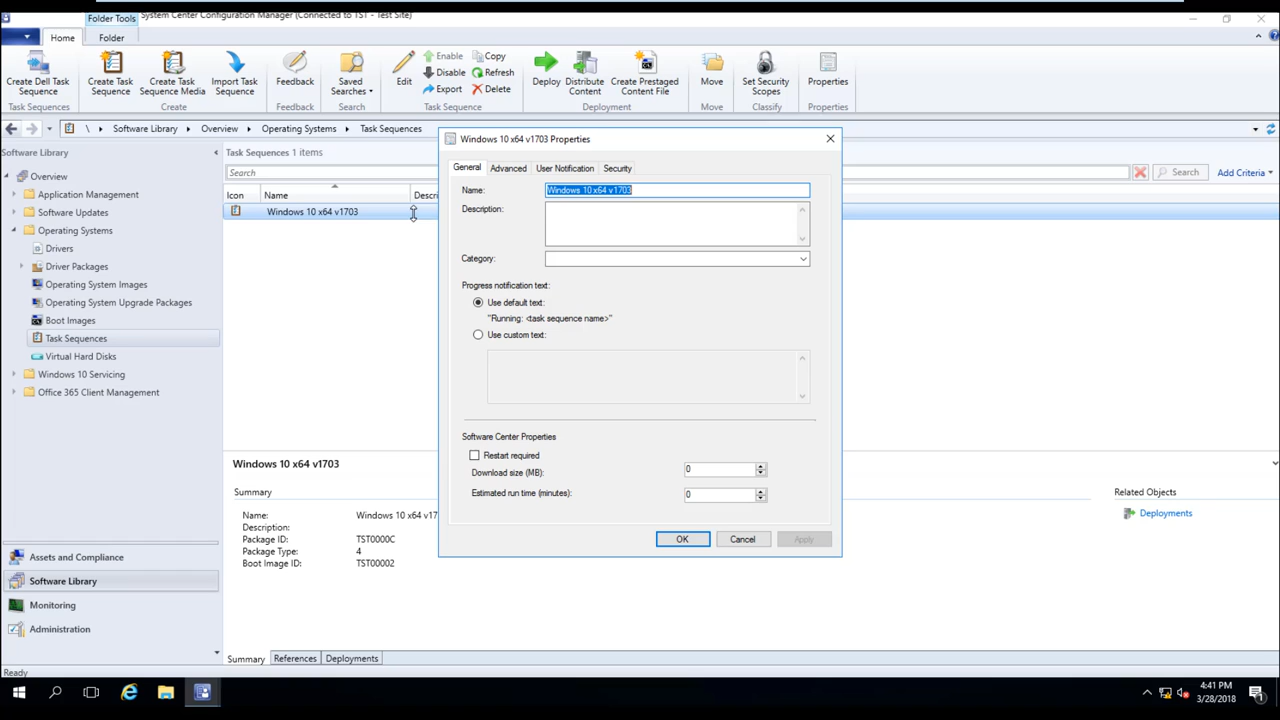 Folder Tools
System Center Configuration Manager (Connected to TST - Test Site)
Home
Folder
Create Dell Task Sequence
Create Task Sequence
Create Task Sequence Media
Import Task Sequence
Feedback
Saved Searches
Edit
Enable
Disable
Export
Copy
Refresh
Delete
Deploy
Distribute Content
Create Prestaged Content File
Move
Set Security Scopes
Properties
Task Sequences
Create
Feedback
Search
Task Sequence
Deployment
Move
Classify
Properties
\ Software Library Overview Operating Systems Task Sequences
Software Library
Overview
Application Management
Software Updates
Operating Systems
Drivers
Driver Packages
Operating System Images
Operating System Upgrade Packages
Boot Images
Task Sequences
Virtual Hard Disks
Windows 10 Servicing
Office 365 Client Management
Assets and Compliance
Software Library
Monitoring
Administration
Task Sequences 1 items
Search
Search
Add Criteria
Icon Name Descri
Windows 10 x64 v1703
Windows 10 x64 v1703 Properties
General Advanced User Notification Security
Name: Windows 10 x64 v1703
Description:
Category:
Progress notification text:
Use default text:
"Running: <task sequence name>"
Use custom text:
Software Center Properties
Restart required
Download size (MB): 0
Estimated run time (minutes): 0
OK Cancel Apply
Windows 10 x64 v1703
Summary
Name: Windows 10 x64 v17
Description:
Package ID: TST0000C
Package Type: 4
Boot Image ID: TST00002
Related Objects
Deployments
Summary References Deployments
Ready
4:41 PM
3/28/2018
1